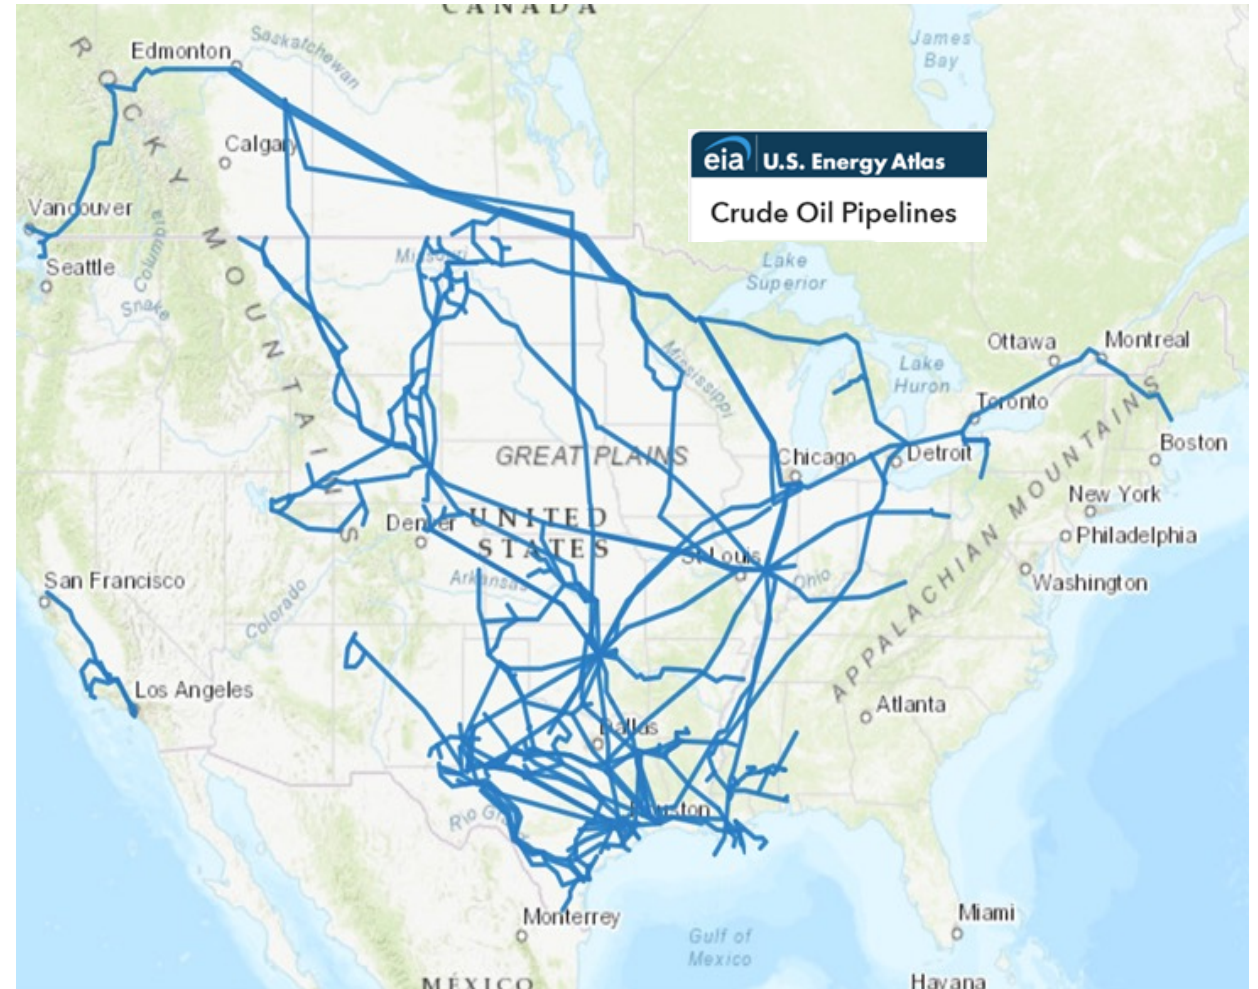 CANADA
ROCKY MOUNTAINS
Edmonton
Saskatchewan
James
Bay
Calgary
eia U.S. Energy Atlas
Crude Oil Pipelines
Vancouver
Columbia
Missouri
Seattle
Snake
Lake
Superior
Mississippi
Ottawa
Montreal
Lake
Huron
Toronto
GREAT PLAINS
Chicago
Detroit
Boston
New York
Denver
UNITED
STATES
St Louis
Philadelphia
APPALACHIAN MOUNTAINS
San Francisco
Arkansas
Ohio
Washington
Colorado
Los Angeles
Atlanta
Dallas
Houston
Rio Gra
Monterrey
Miami
Gulf of
Mexico
MÉXICO
Havana